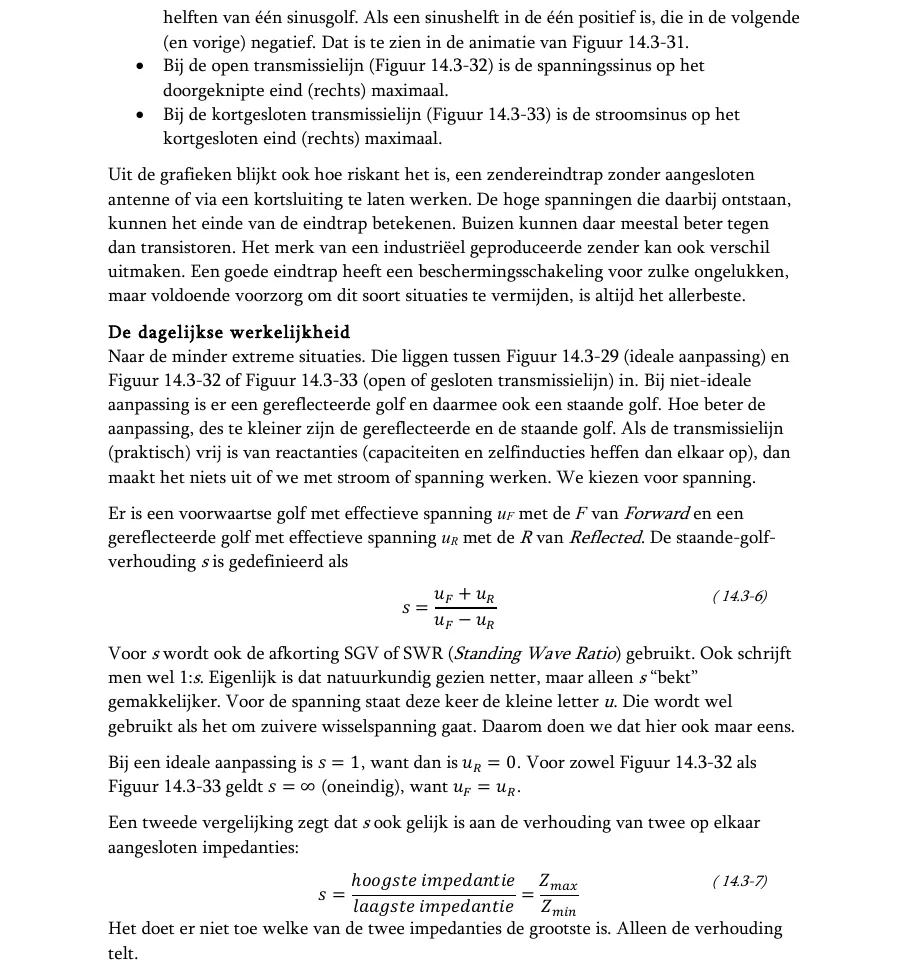 helften van één sinusgolf. Als een sinushelft in de één positief is, die in de volgende
(en vorige) negatief. Dat is te zien in de animatie van Figuur 14.3-31.
• Bij de open transmissielijn (Figuur 14.3-32) is de spanningssinus op het
doorgeknipte eind (rechts) maximaal.
• Bij de kortgesloten transmissielijn (Figuur 14.3-33) is de stroomsinus op het
kortgesloten eind (rechts) maximaal.
Uit de grafieken blijkt ook hoe riskant het is, een zendereindtrap zonder aangesloten
antenne of via een kortsluiting te laten werken. De hoge spanningen die daarbij ontstaan,
kunnen het einde van de eindtrap betekenen. Buizen kunnen daar meestal beter tegen
dan transistoren. Het merk van een industriëel geproduceerde zender kan ook verschil
uitmaken. Een goede eindtrap heeft een beschermingsschakeling voor zulke ongelukken,
maar voldoende voorzorg om dit soort situaties te vermijden, is altijd het allerbeste.
De dagelijkse werkelijkheid
Naar de minder extreme situaties. Die liggen tussen Figuur 14.3-29 (ideale aanpassing) en
Figuur 14.3-32 of Figuur 14.3-33 (open of gesloten transmissielijn) in. Bij niet-ideale
aanpassing is er een gereflecteerde golf en daarmee ook een staande golf. Hoe beter de
aanpassing, des te kleiner zijn de gereflecteerde en de staande golf. Als de transmissielijn
(praktisch) vrij is van reactanties (capaciteiten en zelfinducties heffen dan elkaar op), dan
maakt het niets uit of we met stroom of spanning werken. We kiezen voor spanning.
Er is een voorwaartse golf met effectieve spanning u_F met de F van Forward en een
gereflecteerde golf met effectieve spanning u_R met de R van Reflected. De staande-golf-
verhouding s is gedefinieerd als
s = (u_F + u_R) / (u_F − u_R) ( 14.3-6)
Voor s wordt ook de afkorting SGV of SWR (Standing Wave Ratio) gebruikt. Ook schrijft
men wel 1:s. Eigenlijk is dat natuurkundig gezien netter, maar alleen s “bekt”
gemakkelijker. Voor de spanning staat deze keer de kleine letter u. Die wordt wel
gebruikt als het om zuivere wisselspanning gaat. Daarom doen we dat hier ook maar eens.
Bij een ideale aanpassing is s = 1, want dan is u_R = 0. Voor zowel Figuur 14.3-32 als
Figuur 14.3-33 geldt s = ∞ (oneindig), want u_F = u_R.
Een tweede vergelijking zegt dat s ook gelijk is aan de verhouding van twee op elkaar
aangesloten impedanties:
s = hoogste impedantie / laagste impedantie = Z_max / Z_min ( 14.3-7)
Het doet er niet toe welke van de twee impedanties de grootste is. Alleen de verhouding
telt.